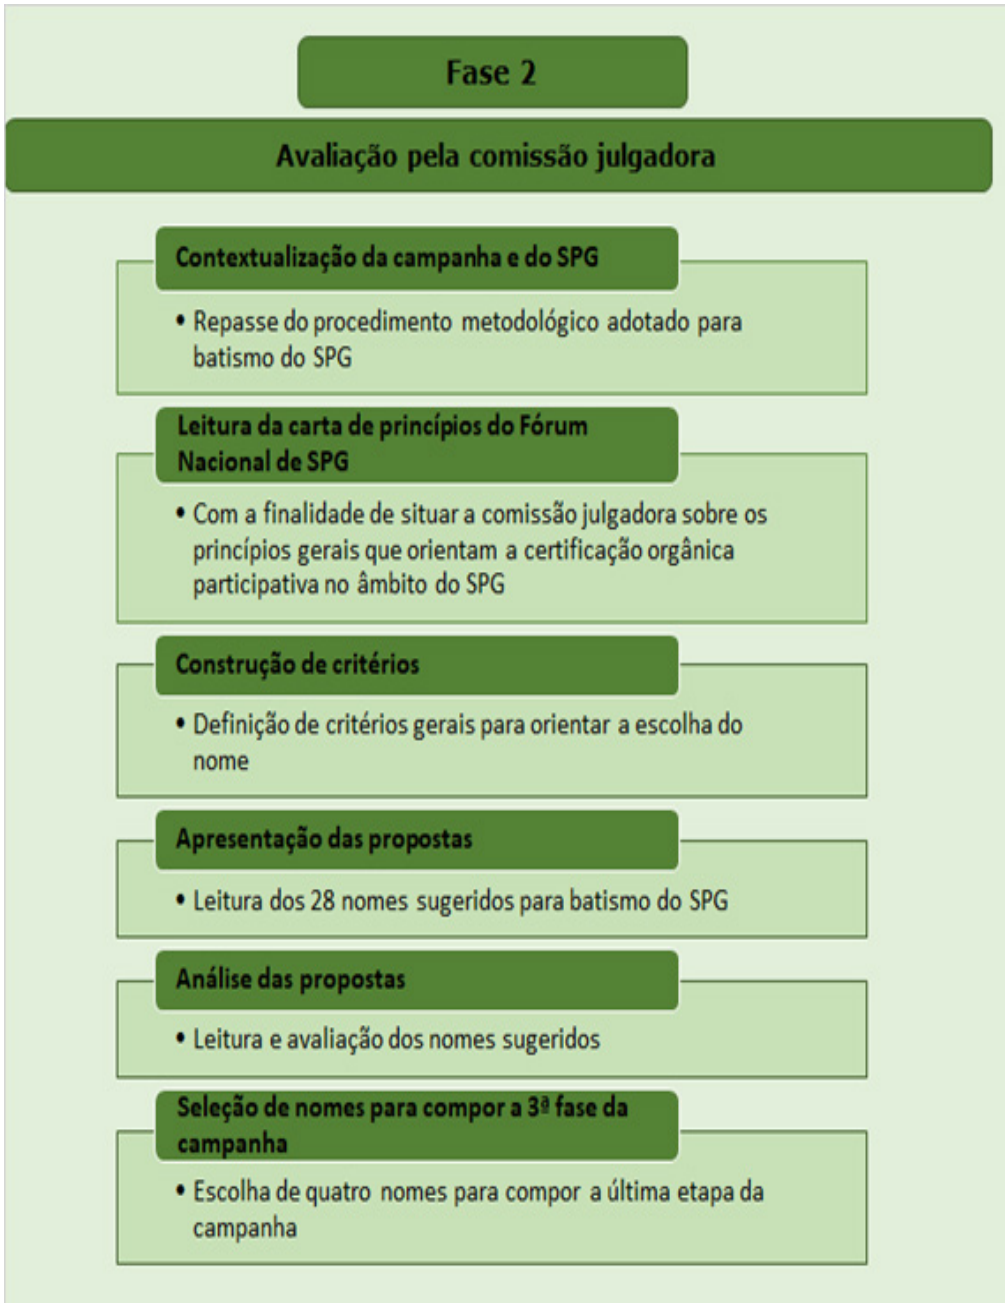 Fase 2
Avaliação pela comissão julgadora
Contextualização da campanha e do SPG
• Repasse do procedimento metodológico adotado para
batismo do SPG
Leitura da carta de princípios do Fórum
Nacional de SPG
• Com a finalidade de situar a comissão julgadora sobre os
princípios gerais que orientam a certificação orgânica
participativa no âmbito do SPG
Construção de critérios
• Definição de critérios gerais para orientar a escolha do
nome
Apresentação das propostas
• Leitura dos 28 nomes sugeridos para batismo do SPG
Análise das propostas
• Leitura e avaliação dos nomes sugeridos
Seleção de nomes para compor a 3ª fase da
campanha
• Escolha de quatro nomes para compor a última etapa da
campanha